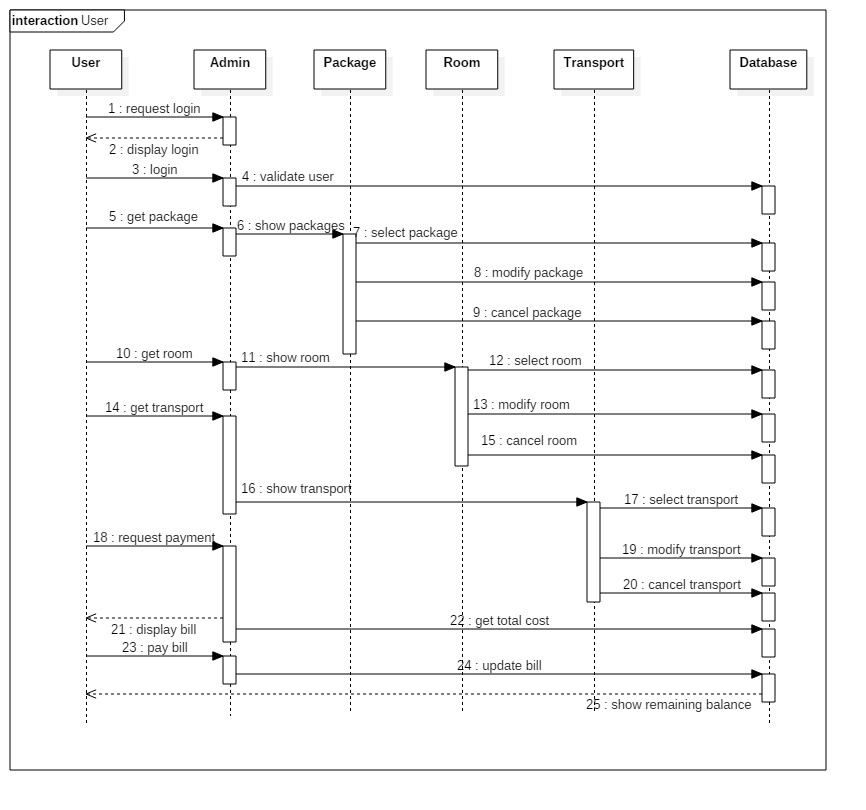 interaction User
User Admin Package Room Transport Database
1 : request login
2 : display login
3 : login
4 : validate user
5 : get package
6 : show packages
7 : select package
8 : modify package
9 : cancel package
10 : get room
11 : show room
12 : select room
13 : modify room
14 : get transport
15 : cancel room
16 : show transport
17 : select transport
18 : request payment
19 : modify transport
20 : cancel transport
21 : display bill
22 : get total cost
23 : pay bill
24 : update bill
25 : show remaining balance